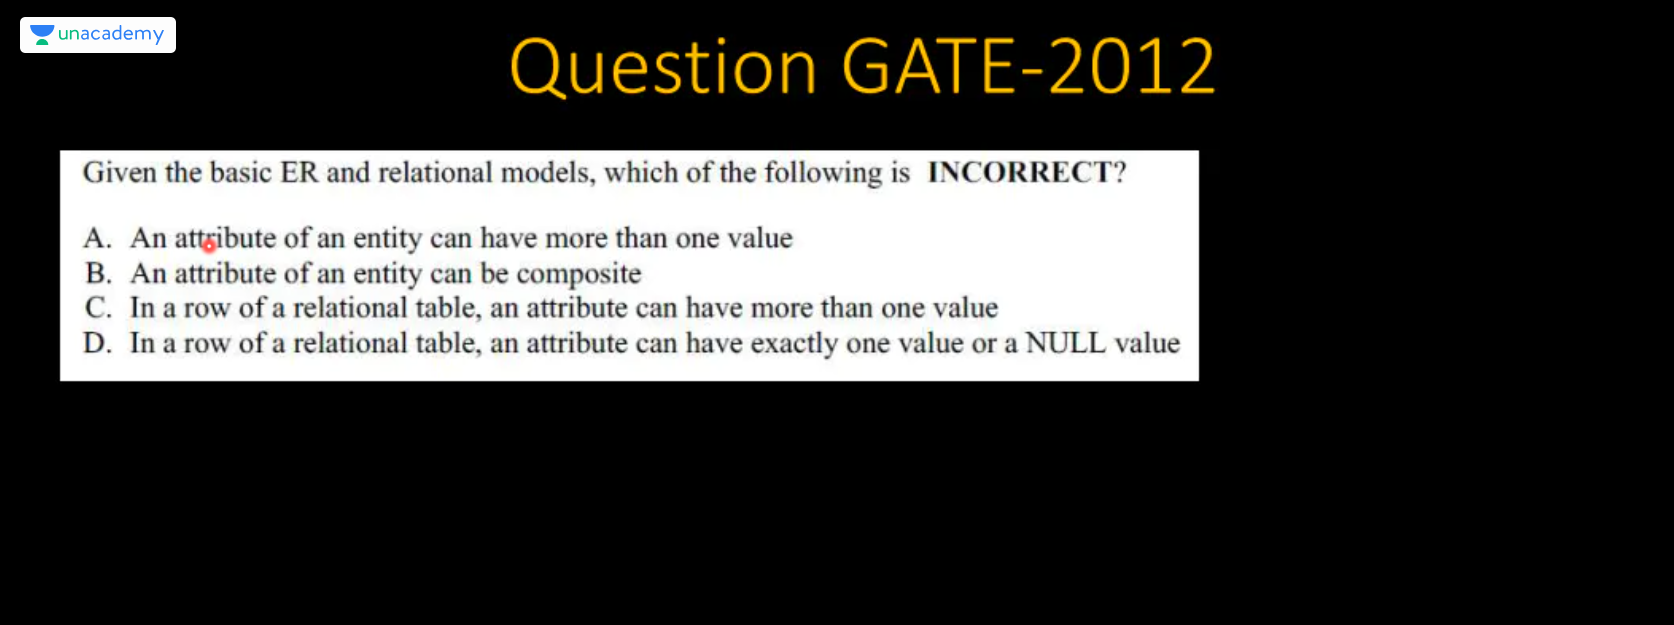 unacademy
Question GATE-2012
Given the basic ER and relational models, which of the following is INCORRECT?
A. An attribute of an entity can have more than one value
B. An attribute of an entity can be composite
C. In a row of a relational table, an attribute can have more than one value
D. In a row of a relational table, an attribute can have exactly one value or a NULL value